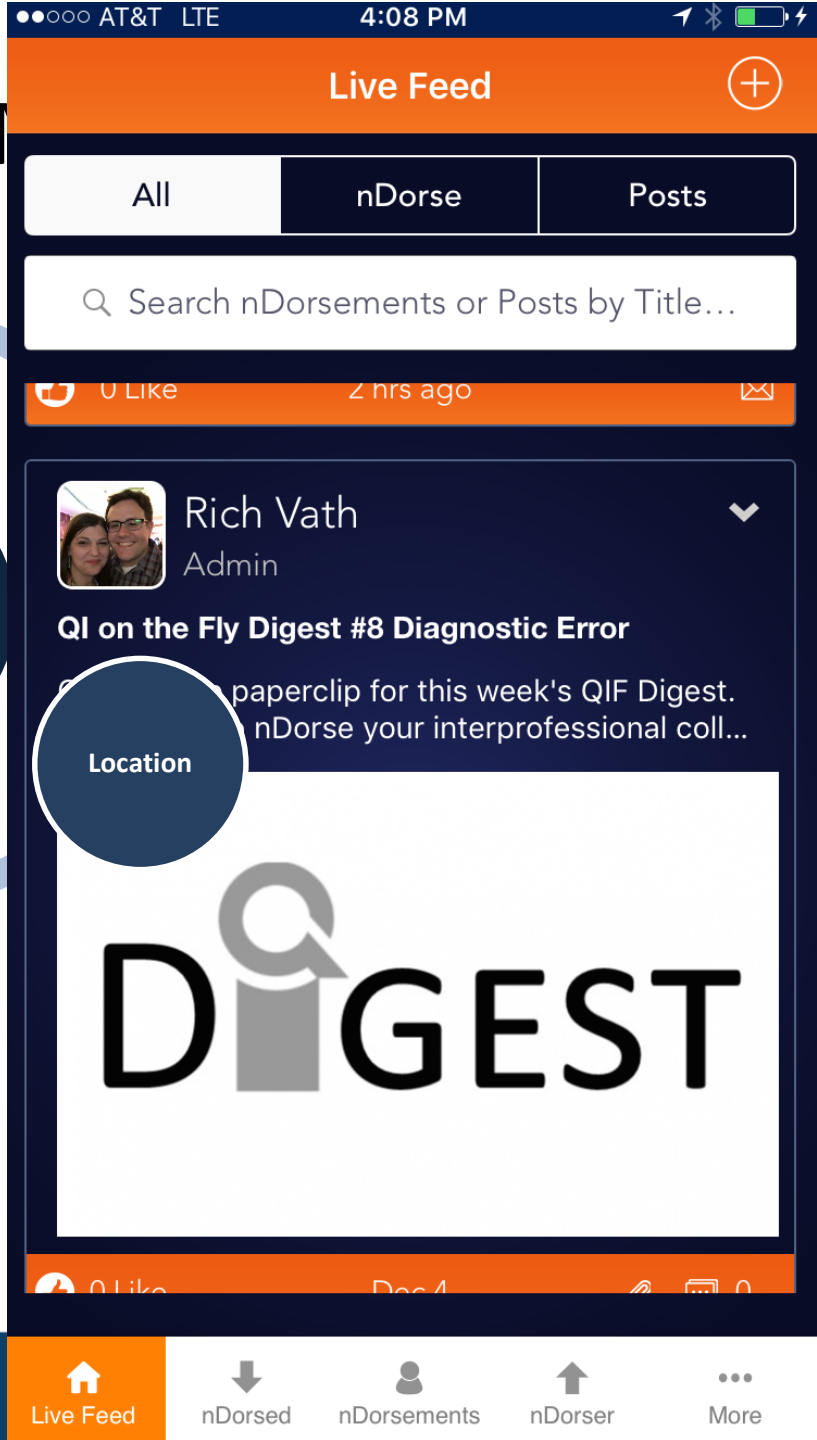 AT&T LTE 4:08 PM
Live Feed
All nDorse Posts
Search nDorsements or Posts by Title...
0 Like 2 hrs ago
Rich Vath
Admin
QI on the Fly Digest #8 Diagnostic Error
paperclip for this week's QIF Digest.
nDorse your interprofessional coll...
Location
DiGEST
0 Like Dec 4 0
Live Feed nDorsed nDorsements nDorser More